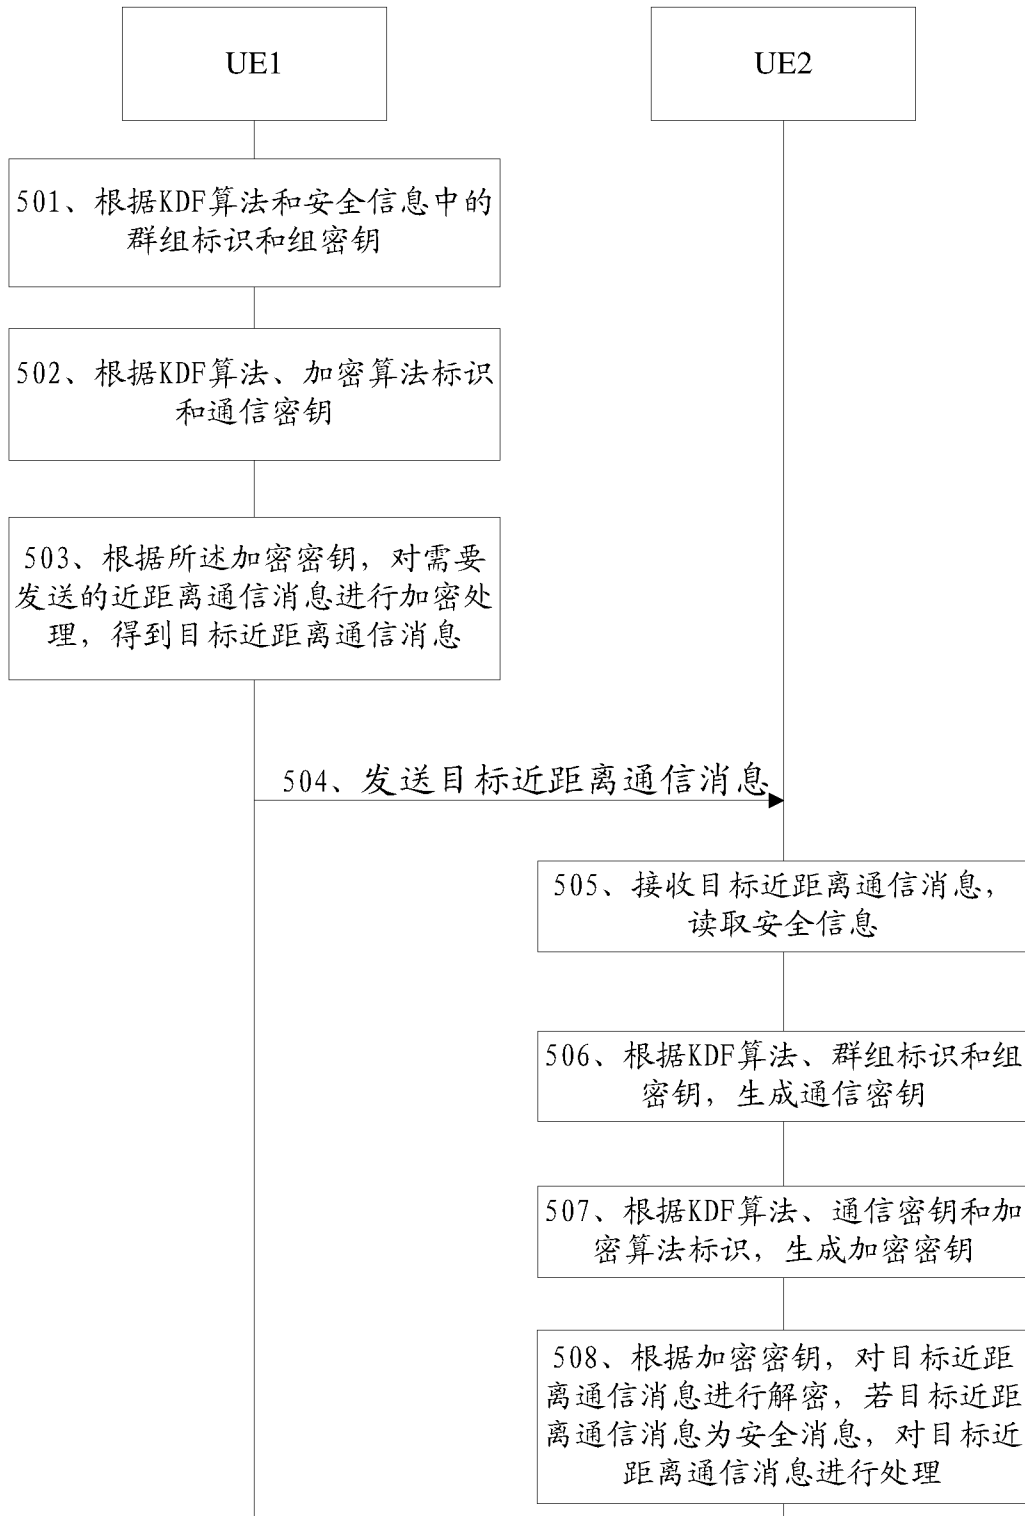 UE1
UE2
501、根据KDF算法和安全信息中的
群组标识和组密钥
502、根据KDF算法、加密算法标识
和通信密钥
503、根据所述加密密钥，对需要
发送的近距离通信消息进行加密处
理，得到目标近距离通信消息
504、发送目标近距离通信消息
505、接收目标近距离通信消息，
读取安全信息
506、根据KDF算法、群组标识和组
密钥，生成通信密钥
507、根据KDF算法、通信密钥和加
密算法标识，生成加密密钥
508、根据加密密钥，对目标近距
离通信消息进行解密，若目标近距
离通信消息为安全消息，对目标近
距离通信消息进行处理